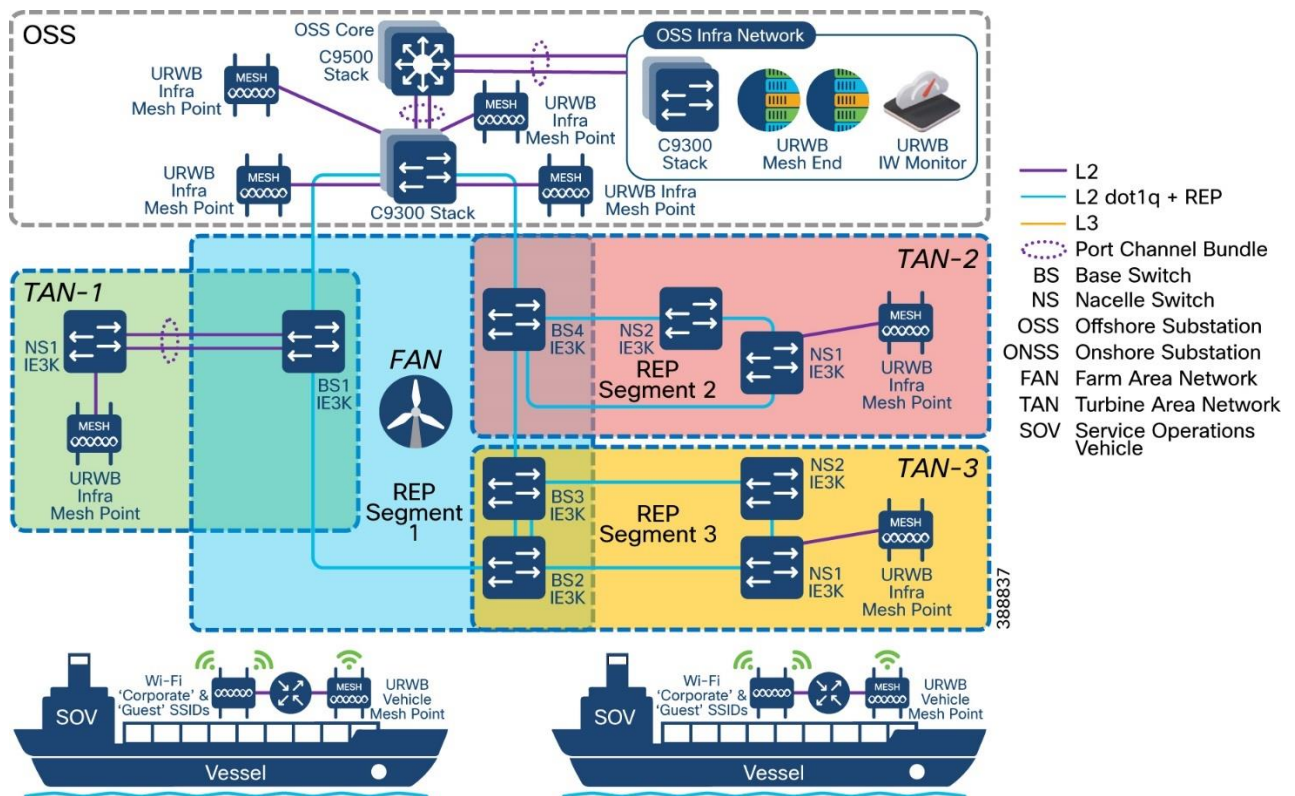 OSS
OSS Core
C9500
Stack
OSS Infra Network
C9300
Stack
URWB
Mesh End
URWB
IW Monitor
MESH
URWB
Infra
Mesh Point
MESH
URWB
Infra
Mesh Point
MESH
URWB
Infra
Mesh Point
MESH
URWB Infra
Mesh Point
C9300 Stack
L2
L2 dot1q + REP
L3
Port Channel Bundle
BS Base Switch
NS Nacelle Switch
OSS Offshore Substation
ONSS Onshore Substation
FAN Farm Area Network
TAN Turbine Area Network
SOV Service Operations
Vehicle
TAN-1
NS1
IE3K
BS1
IE3K
MESH
URWB
Infra
Mesh Point
FAN
REP
Segment
1
TAN-2
BS4
IE3K
NS2
IE3K
NS1
IE3K
REP
Segment 2
MESH
URWB
Infra
Mesh Point
TAN-3
BS3
IE3K
NS2
IE3K
REP
Segment 3
BS2
IE3K
NS1
IE3K
MESH
URWB
Infra
Mesh Point
388837
Wi-Fi
'Corporate' &
'Guest' SSIDs
MESH
URWB
Vehicle
Mesh Point
SOV
Vessel
Wi-Fi
'Corporate' &
'Guest' SSIDs
MESH
URWB
Vehicle
Mesh Point
SOV
Vessel